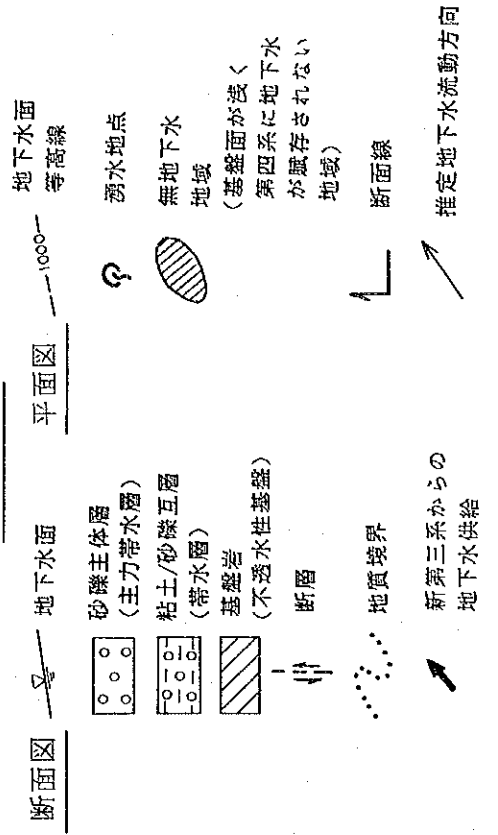 断面図
地下水面
砂礫主体層
(主力帯水層)
粘土/砂礫互層
(帯水層)
基盤岩
(不透水性基盤)
断層
地質境界
新第三系からの
地下水供給
平面図
1000
地下水面
等高線
湧水地点
無地下水
地域
(基盤面が浅く
第四系に地下水
が賦存されない
地域)
断面線
推定地下水流動方向